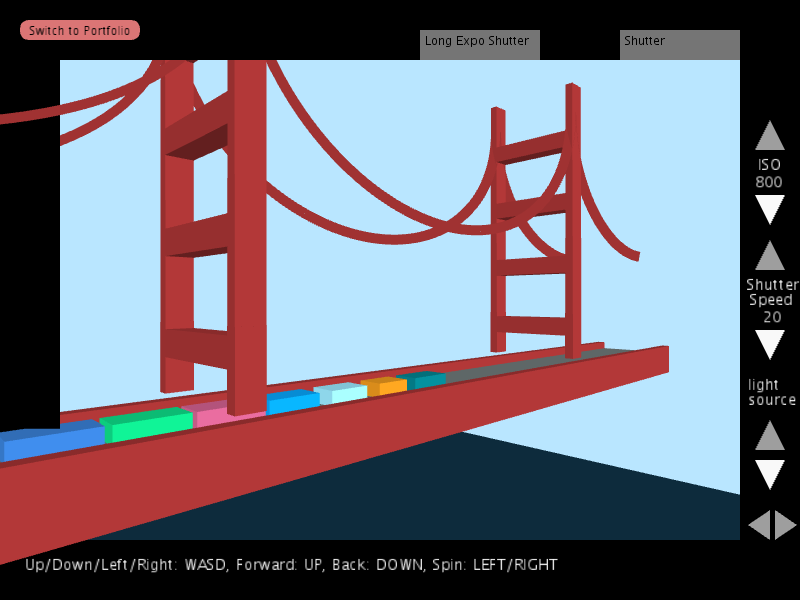 Switch to Portfolio
Long Expo Shutter
Shutter
ISO
800
Shutter
Speed
20
light
source
Up/Down/Left/Right: WASD, Forward: UP, Back: DOWN, Spin: LEFT/RIGHT